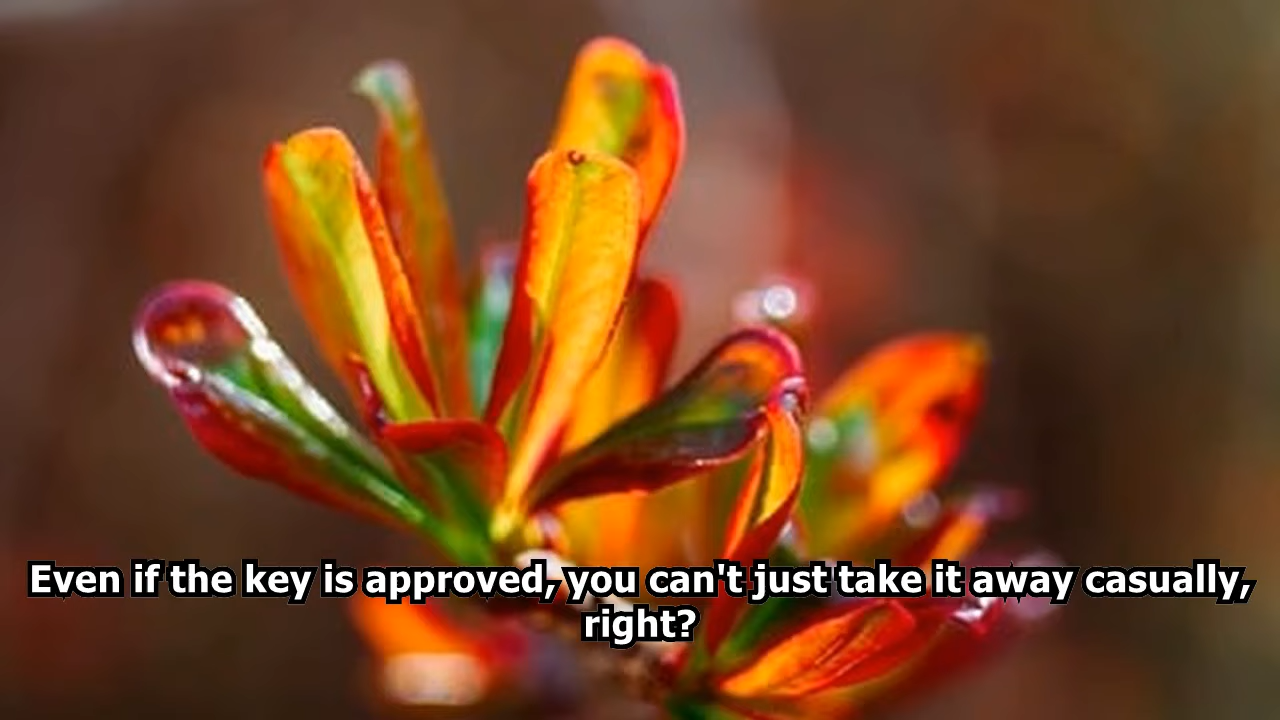 Even if the key is approved, you can't just take it away casually,
right?